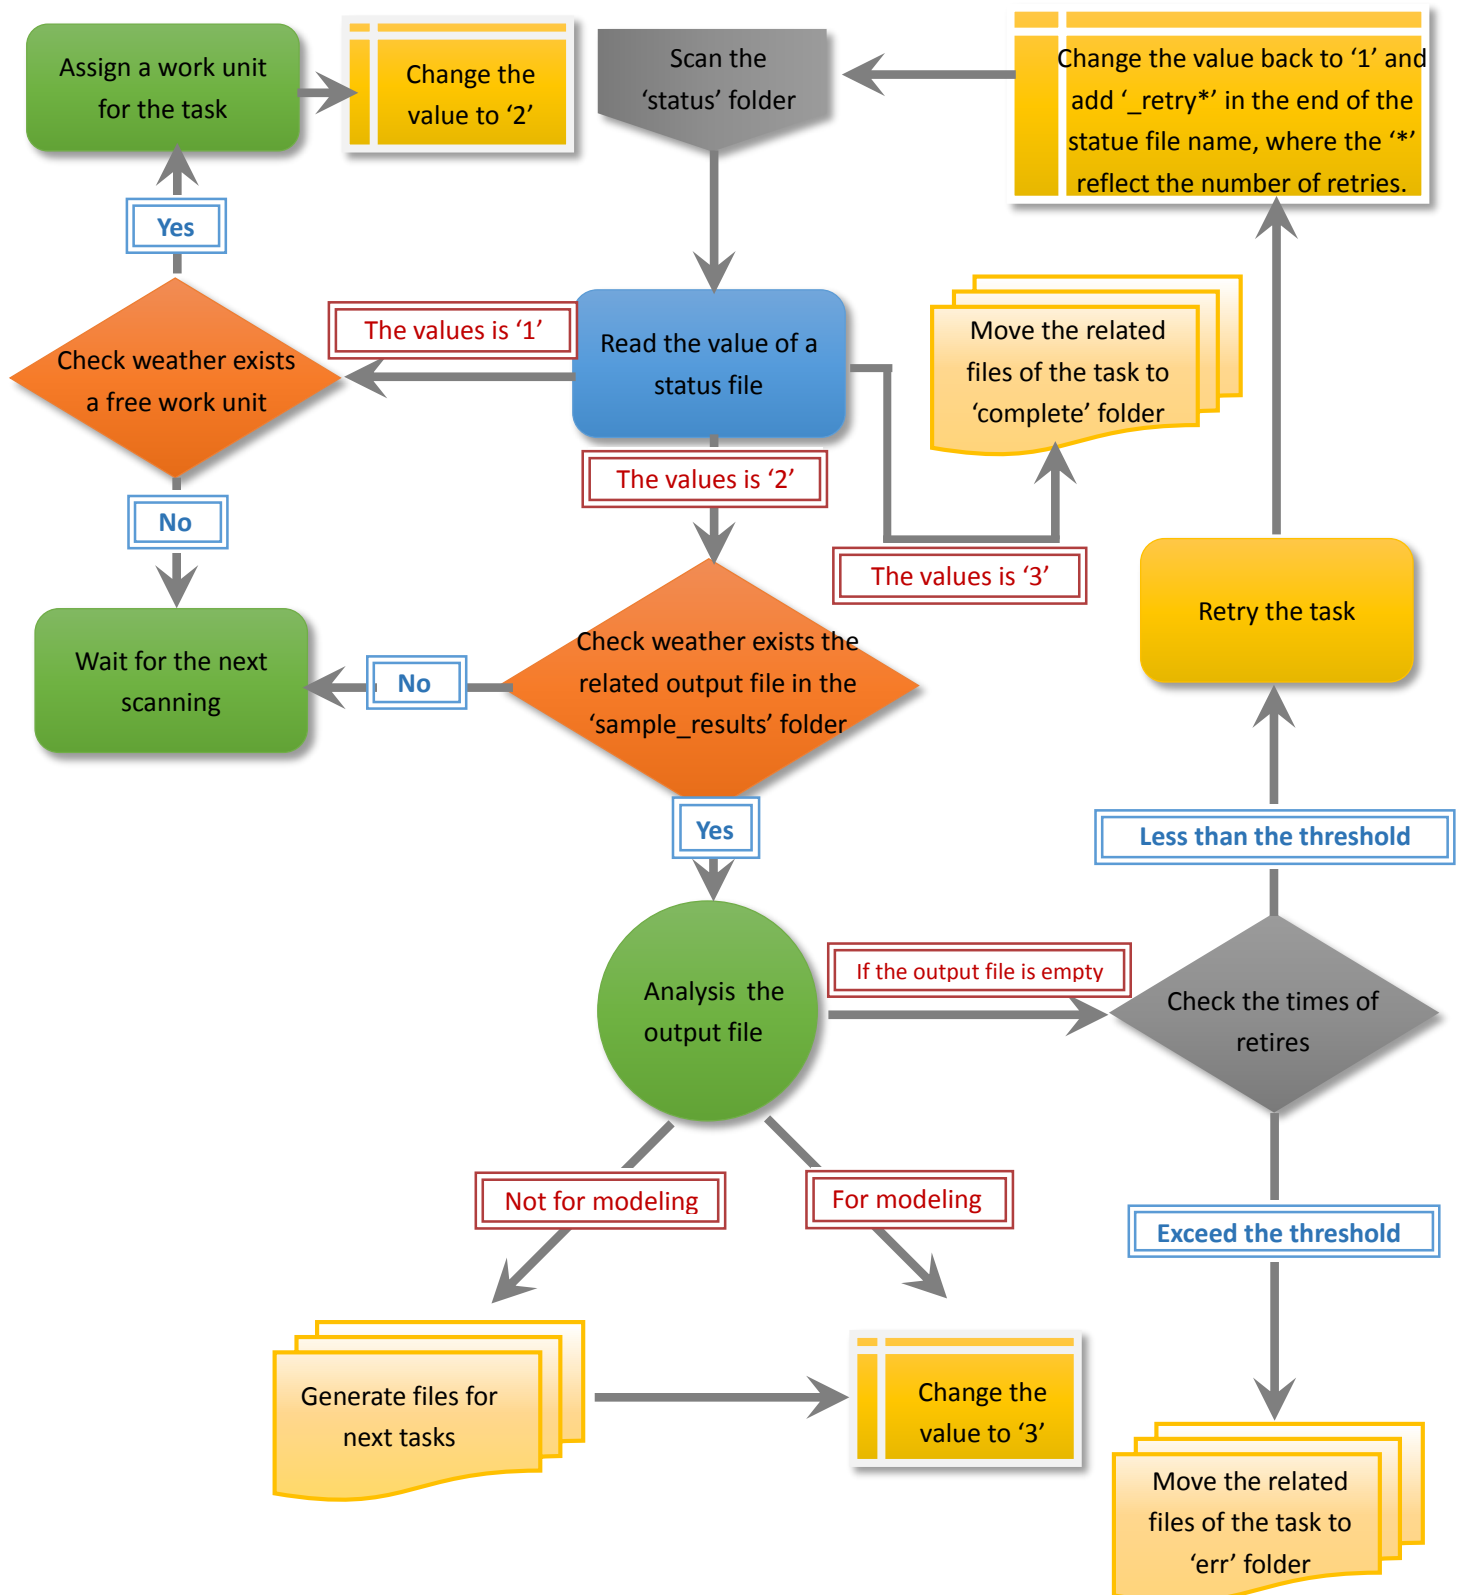 Assign a work unit
for the task
Change the
value to ‘2’
Scan the
‘status’ folder
Change the value back to ‘1’ and
add ‘_retry*’ in the end of the
statue file name, where the ‘*’
reflect the number of retries.
Yes
The values is ‘1’
Read the value of a
status file
Move the related
files of the task to
‘complete’ folder
Check weather exists
a free work unit
The values is ‘2’
No
The values is ‘3’
Retry the task
Wait for the next
scanning
No
Check weather exists the
related output file in the
‘sample_results’ folder
Yes
Less than the threshold
Analysis the
output file
If the output file is empty
Check the times of
retires
Not for modeling
For modeling
Exceed the threshold
Generate files for
next tasks
Change the
value to ‘3’
Move the related
files of the task to
‘err’ folder